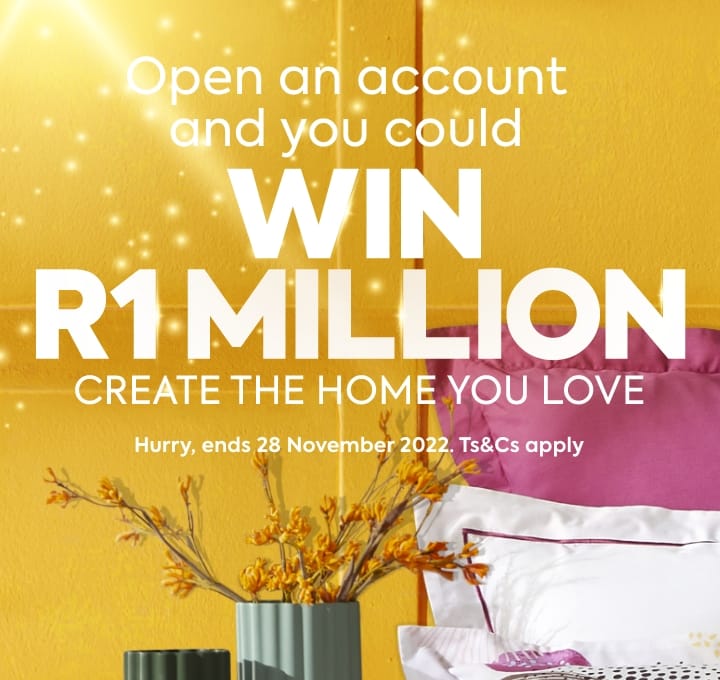 Open an account
and you could
WIN
R1 MILLION
CREATE THE HOME YOU LOVE
Hurry, ends 28 November 2022. Ts&Cs apply